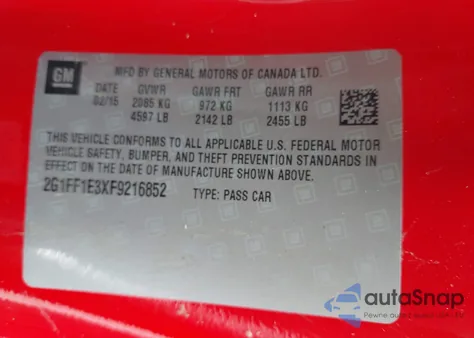 GM
MFD BY GENERAL MOTORS OF CANADA LTD.
DATE GVWR GAWR FRT GAWR RR
02/15 2085 KG 972 KG 1113 KG
4597 LB 2142 LB 2455 LB
THIS VEHICLE CONFORMS TO ALL APPLICABLE U.S. FEDERAL MOTOR
VEHICLE SAFETY, BUMPER, AND THEFT PREVENTION STANDARDS IN
EFFECT ON THE DATE OF MANUFACTURE SHOWN ABOVE.
2G1FF1E3XF9216852 TYPE: PASS CAR
autoSnap